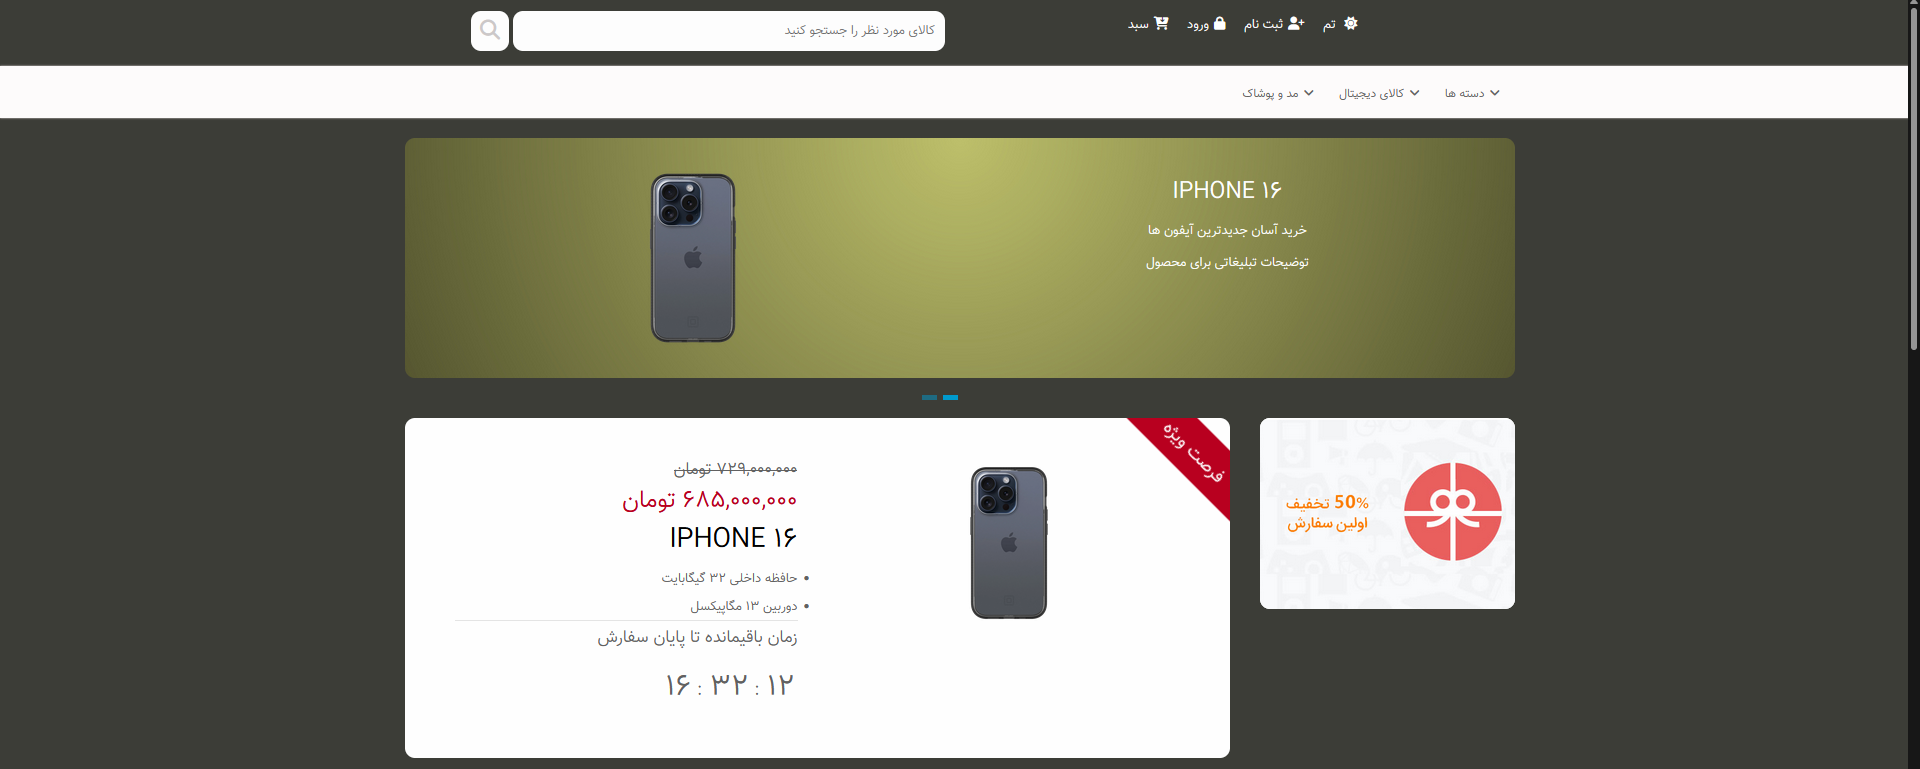 تم
ثبت نام
ورود
سبد
کالای مورد نظر را جستجو کنید
دسته ها
کالای دیجیتال
مد و پوشاک
IPHONE ۱۶
خرید آسان جدیدترین آیفون ها
توضیحات تبلیغاتی برای محصول
50% تخفیف
اولین سفارش
فرصت ویژه
۷۲۹,۰۰۰,۰۰۰ تومان
۶۸۵,۰۰۰,۰۰۰ تومان
IPHONE ۱۶
• حافظه داخلی ۳۲ گیگابایت
• دوربین ۱۳ مگاپیکسل
زمان باقیمانده تا پایان سفارش
۱۶ : ۳۲ : ۱۲